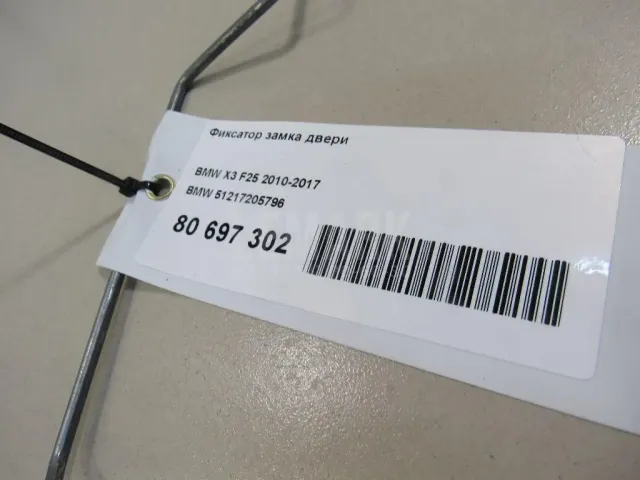 Фиксатор замка двери
BMW X3 F25 2010-2017
BMW 51217205796
80 697 302